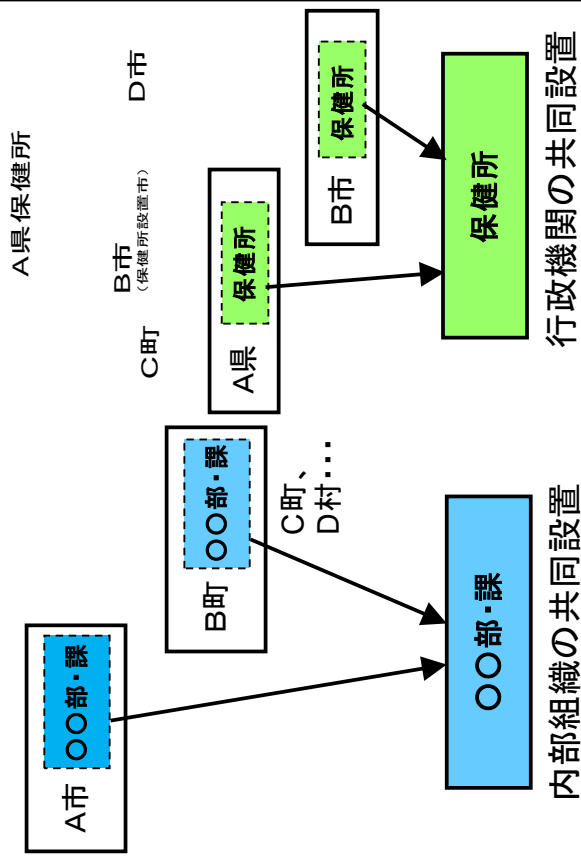 A市
〇〇部・課
B町
〇〇部・課
C町、
D村・・・
〇〇部・課
内部組織の共同設置
A県保健所
C町
B市
（保健所設置市）
D市
A県
保健所
B市
保健所
保健所
行政機関の共同設置